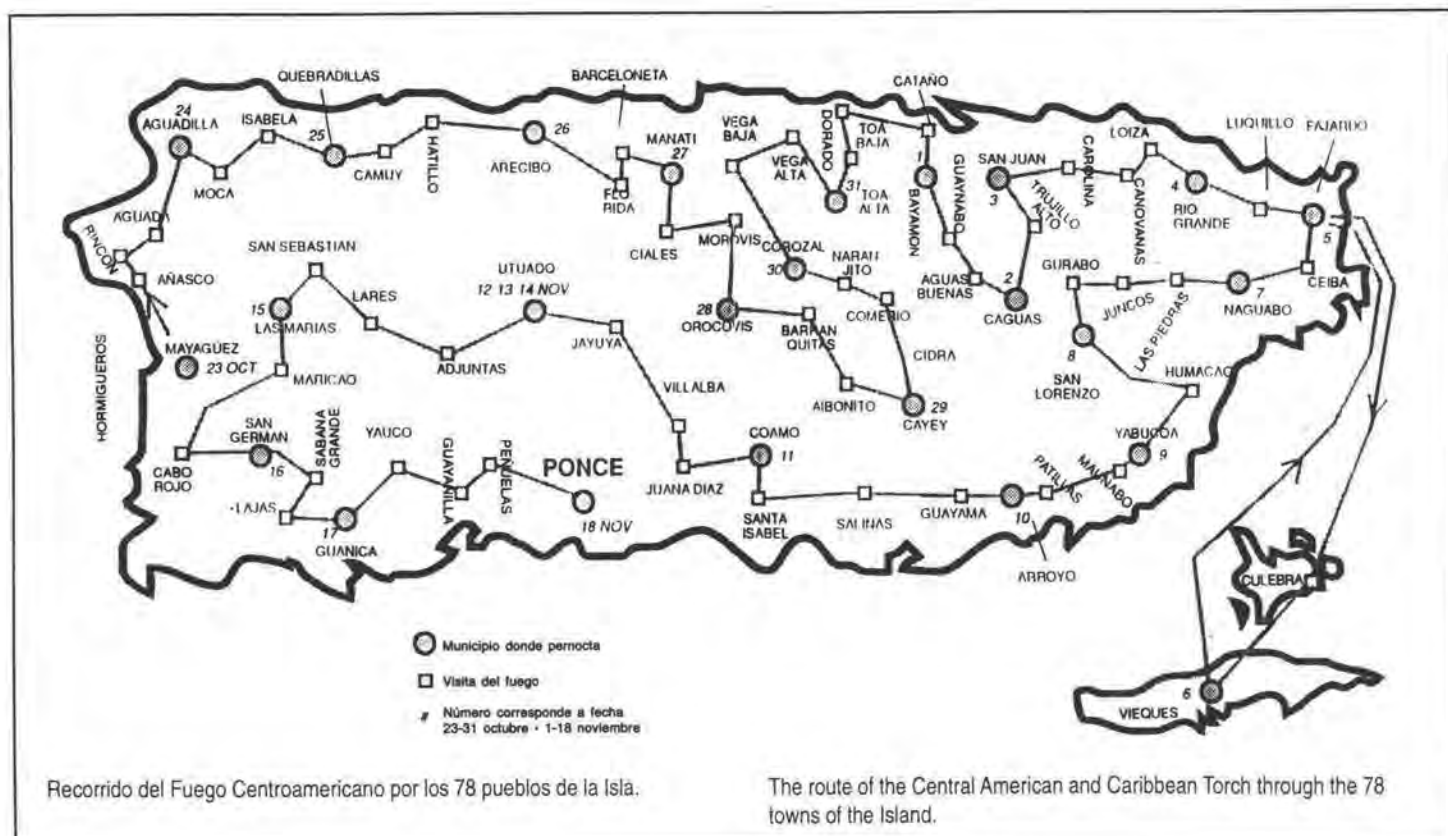 QUEBRADILLAS
BARCELONETA
CATAÑO
24
AGUADILLA
ISABELA
25
MOCA
CAMUY
HATILLO
26
ARECIBO
FLO
RIDA
MANATI
27
VEGA
BAJA
VEGA
ALTA
DORADO
TOA
BAJA
31
TOA
ALTA
1
BAYAMON
GUAYNABO
SAN JUAN
3
TRUJILLO
ALTO
CAROLINA
LOIZA
CANOVANAS
4
RIO
GRANDE
LUQUILLO
FAJARDO
5
AGUADA
RINCON
AÑASCO
SAN SEBASTIAN
15
LAS MARIAS
LARES
UTUADO
12 13 14 NOV
CIALES
MOROVIS
COROZAL
30
NARAN
JITO
AGUAS
BUENAS
2
CAGUAS
GURABO
JUNCOS
LAS PIEDRAS
7
NAGUABO
CEIBA
HORMIGUEROS
MAYAGÜEZ
23 OCT
MARICAO
ADJUNTAS
JAYUYA
28
OROCOVIS
BARRAN
QUITAS
COMERIO
CIDRA
8
SAN
LORENZO
HUMACAO
VILLALBA
AIBONITO
29
CAYEY
CABO
ROJO
SAN
GERMAN
16
SABANA
GRANDE
YAUCO
GUAYANILLA
PEÑUELAS
PONCE
18 NOV
JUANA DIAZ
COAMO
11
YABUCOA
9
MAUNABO
PATILLAS
LAJAS
17
GUANICA
SANTA
ISABEL
SALINAS
GUAYAMA
10
ARROYO
CULEBRA
6
VIEQUES
Municipio donde pernocta
Visita del fuego
# Número corresponde a fecha
23-31 octubre · 1-18 noviembre
Recorrido del Fuego Centroamericano por los 78 pueblos de la Isla.
The route of the Central American and Caribbean Torch through the 78
towns of the Island.